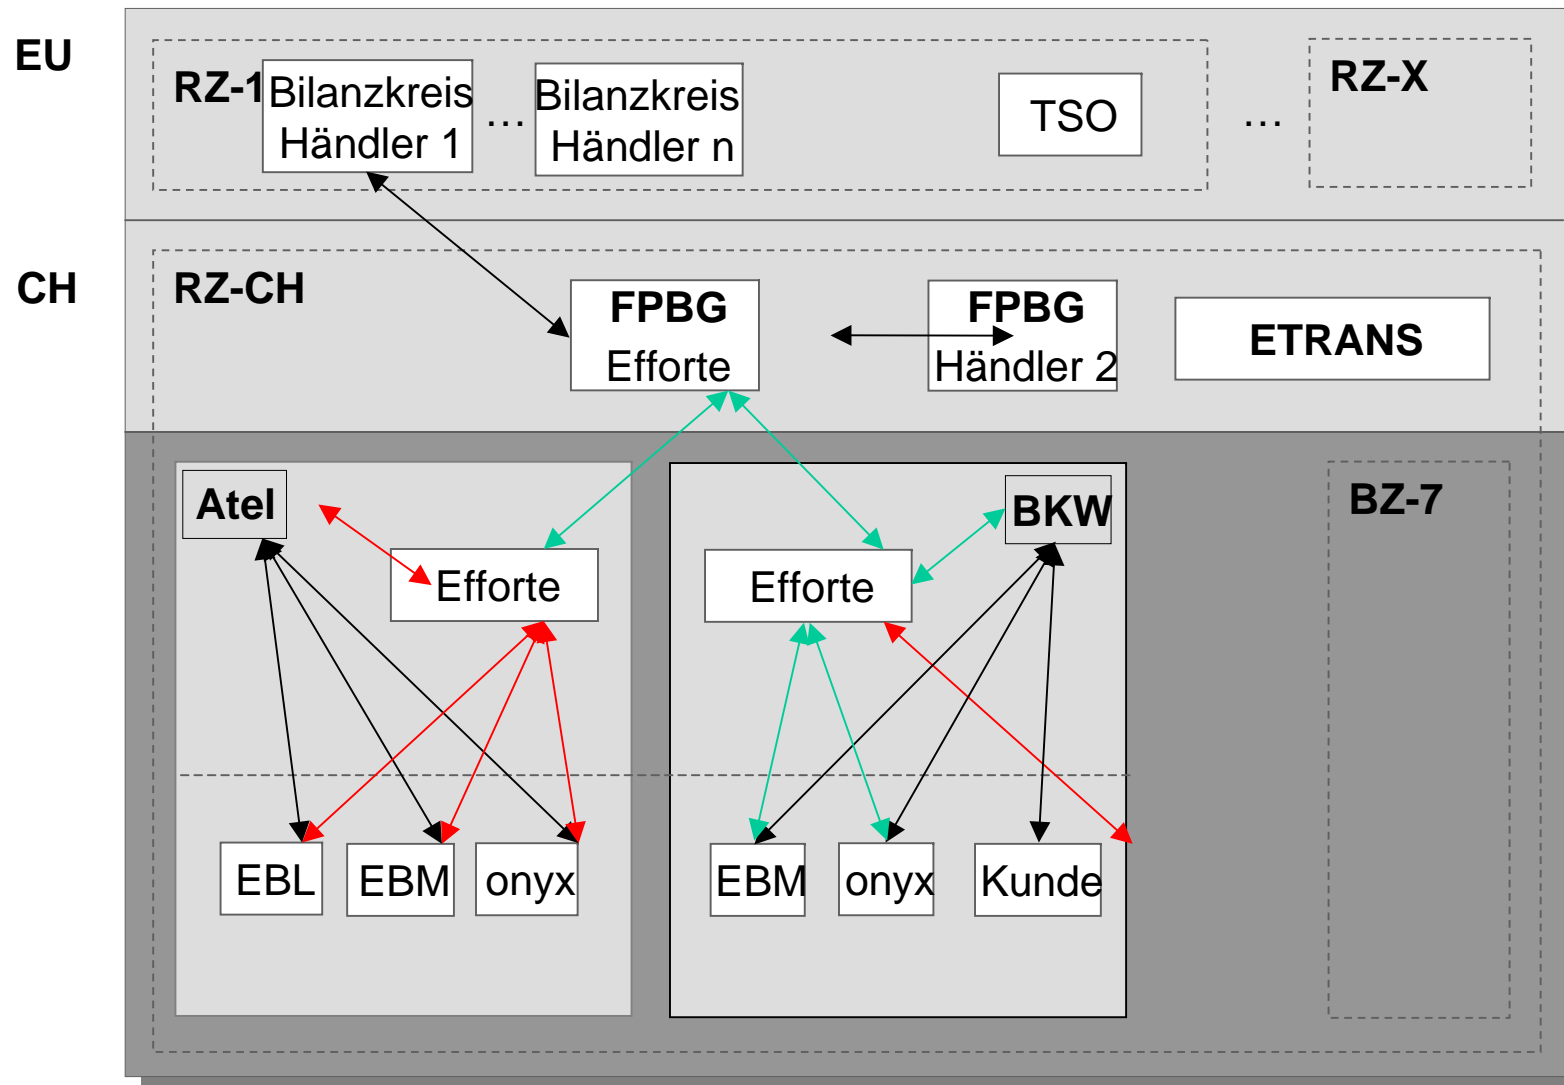 EU
RZ-1
Bilanzkreis
Händler 1
...
Bilanzkreis
Händler n
TSO
...
RZ-X
CH
RZ-CH
FPBG
Efforte
FPBG
Händler 2
ETRANS
Atel
Efforte
BKW
Efforte
BZ-7
EBL
EBM
onyx
EBM
onyx
Kunde